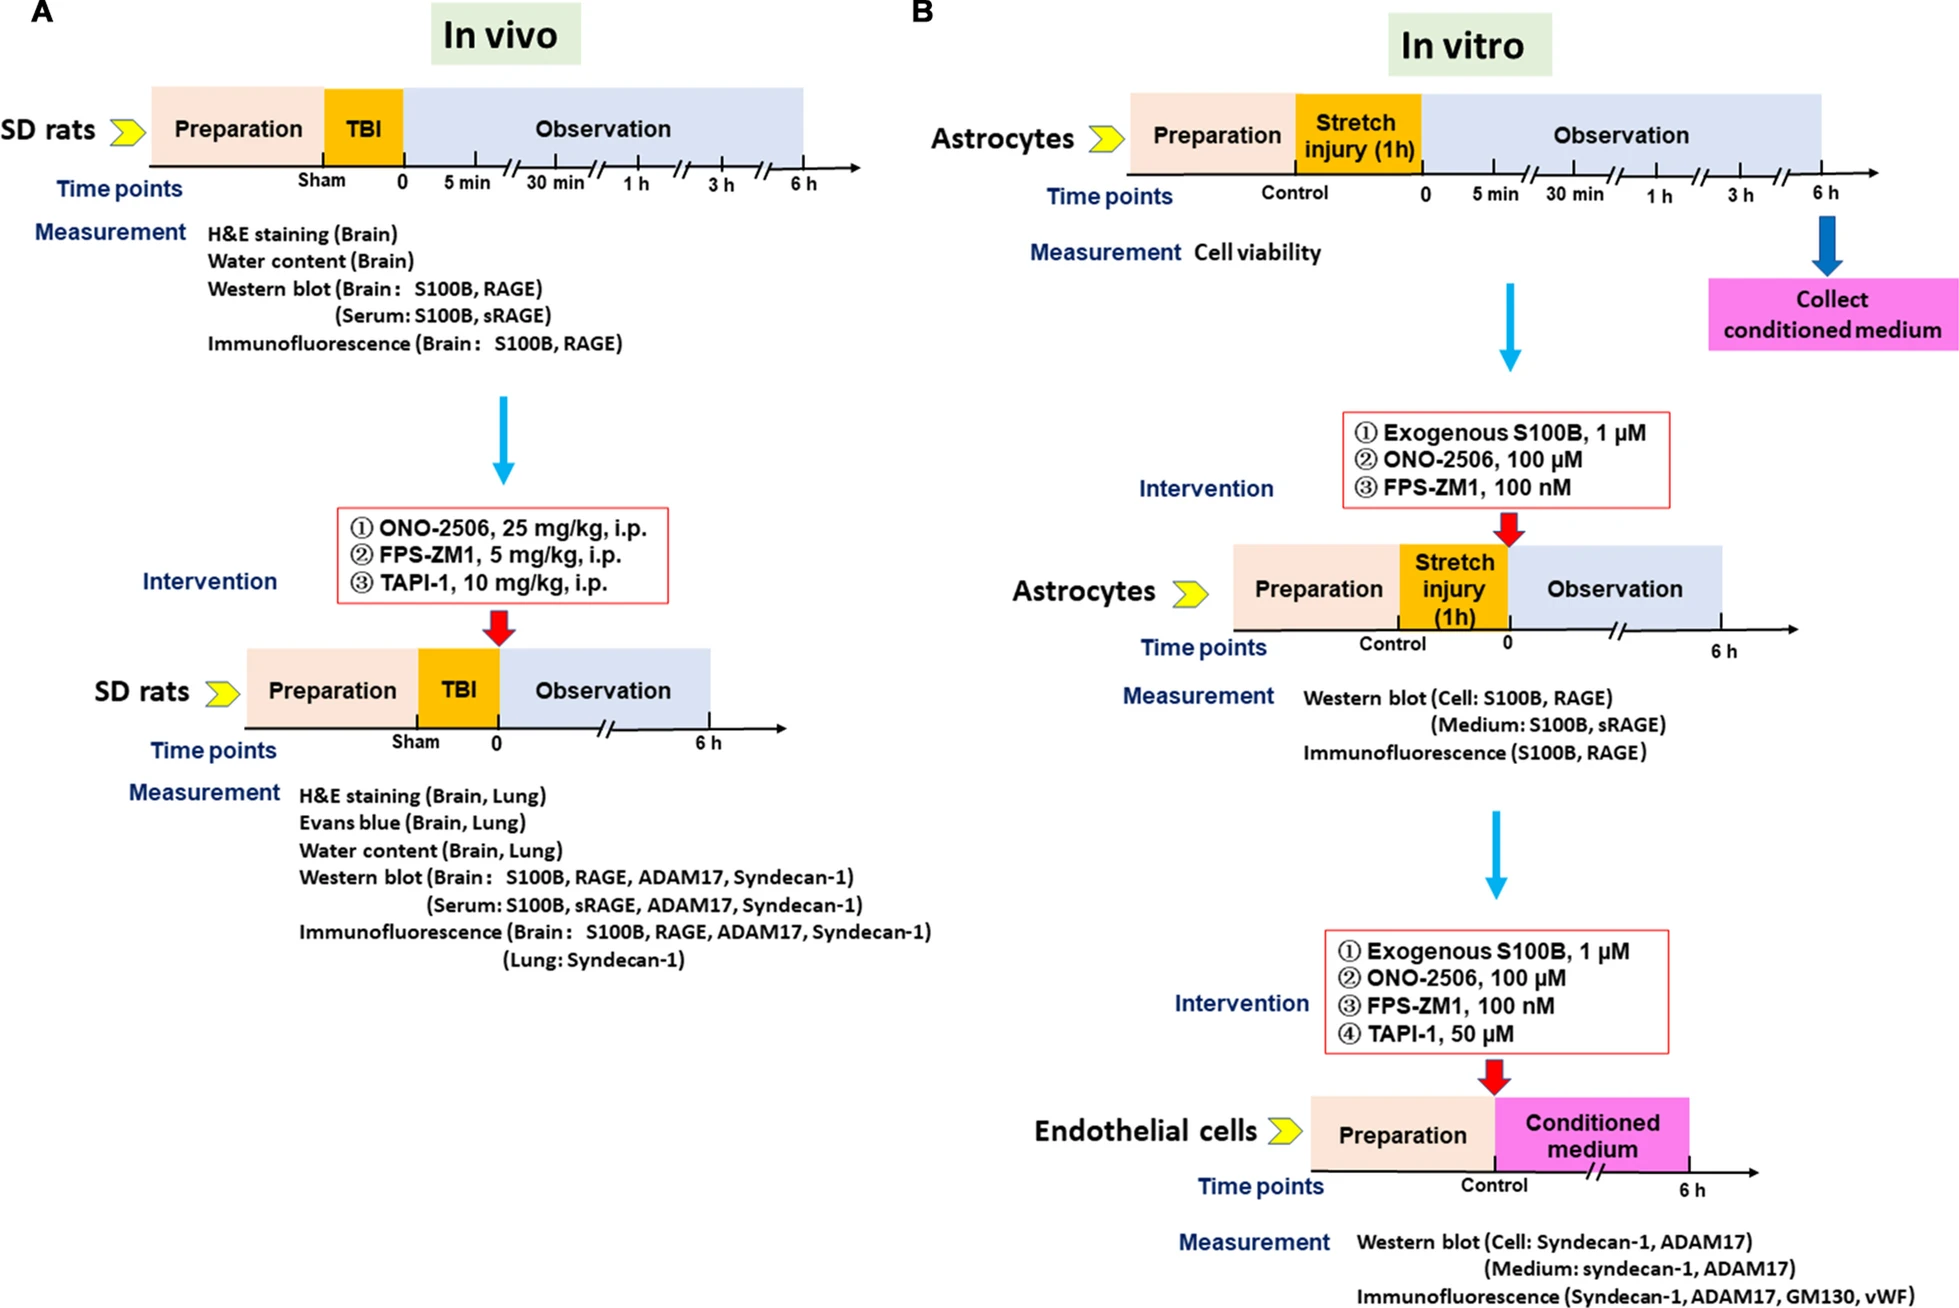 A
In vivo
SD rats
Preparation
TBI
Observation
Sham
0
5 min
30 min
1 h
3 h
6 h
Time points
Measurement
H&E staining (Brain)
Water content (Brain)
Western blot (Brain: S100B, RAGE)
(Serum: S100B, sRAGE)
Immunofluorescence (Brain: S100B, RAGE)
Intervention
① ONO-2506, 25 mg/kg, i.p.
② FPS-ZM1, 5 mg/kg, i.p.
③ TAPI-1, 10 mg/kg, i.p.
SD rats
Preparation
TBI
Observation
Sham
0
6 h
Time points
Measurement
H&E staining (Brain, Lung)
Evans blue (Brain, Lung)
Water content (Brain, Lung)
Western blot (Brain: S100B, RAGE, ADAM17, Syndecan-1)
(Serum: S100B, sRAGE, ADAM17, Syndecan-1)
Immunofluorescence (Brain: S100B, RAGE, ADAM17, Syndecan-1)
(Lung: Syndecan-1)
B
In vitro
Astrocytes
Preparation
Stretch
injury (1h)
Observation
Control
0
5 min
30 min
1 h
3 h
6 h
Time points
Measurement Cell viability
Collect
conditioned medium
Intervention
① Exogenous S100B, 1 µM
② ONO-2506, 100 µM
③ FPS-ZM1, 100 nM
Astrocytes
Preparation
Stretch
injury
(1h)
Observation
Control
0
6 h
Time points
Measurement
Western blot (Cell: S100B, RAGE)
(Medium: S100B, sRAGE)
Immunofluorescence (S100B, RAGE)
Intervention
① Exogenous S100B, 1 µM
② ONO-2506, 100 µM
③ FPS-ZM1, 100 nM
④ TAPI-1, 50 µM
Endothelial cells
Preparation
Conditioned
medium
Control
6 h
Time points
Measurement
Western blot (Cell: Syndecan-1, ADAM17)
(Medium: syndecan-1, ADAM17)
Immunofluorescence (Syndecan-1, ADAM17, GM130, vWF)